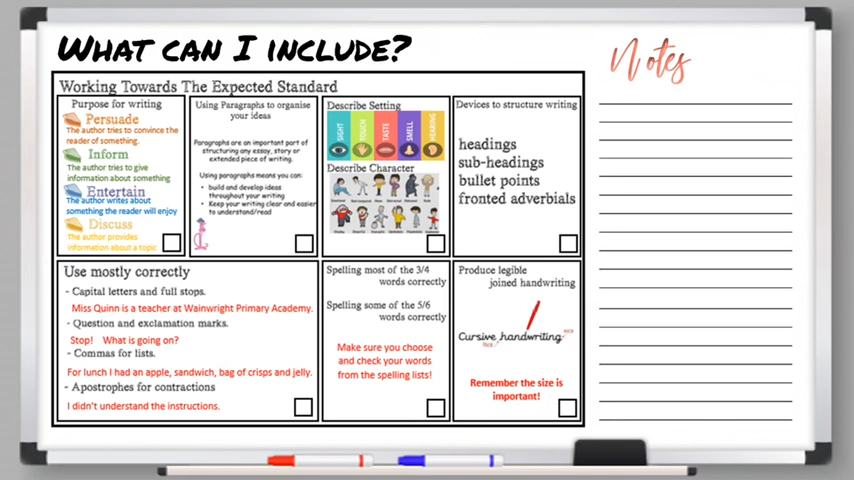 WHAT CAN I INCLUDE?
Notes
Working Towards The Expected Standard
Purpose for writing
Persuade
The author tries to convince the
reader of something.
Inform
The author tries to give
information about something
Entertain
The author writes about
something the reader will enjoy
Discuss
The author provides
information about a topic
Using Paragraphs to organise
your ideas
Paragraphs are an important part of
structuring any essay, story or
extended piece of writing.
Using paragraphs means you can:
• build and develop ideas
throughout your writing
• Keep your writing clear and easier
to understand/read
Describe Setting
SIGHT
TOUCH
TASTE
SMELL
HEARING
Describe Character
Devices to structure writing
headings
sub-headings
bullet points
fronted adverbials
Use mostly correctly
- Capital letters and full stops.
Miss Quinn is a teacher at Wainwright Primary Academy.
- Question and exclamation marks.
Stop! What is going on?
- Commas for lists.
For lunch I had an apple, sandwich, bag of crisps and jelly.
- Apostrophes for contractions
I didn't understand the instructions.
Spelling most of the 3/4
words correctly
Spelling some of the 5/6
words correctly
Make sure you choose
and check your words
from the spelling lists!
Produce legible
joined handwriting
Cursive handwriting
Remember the size is
important!